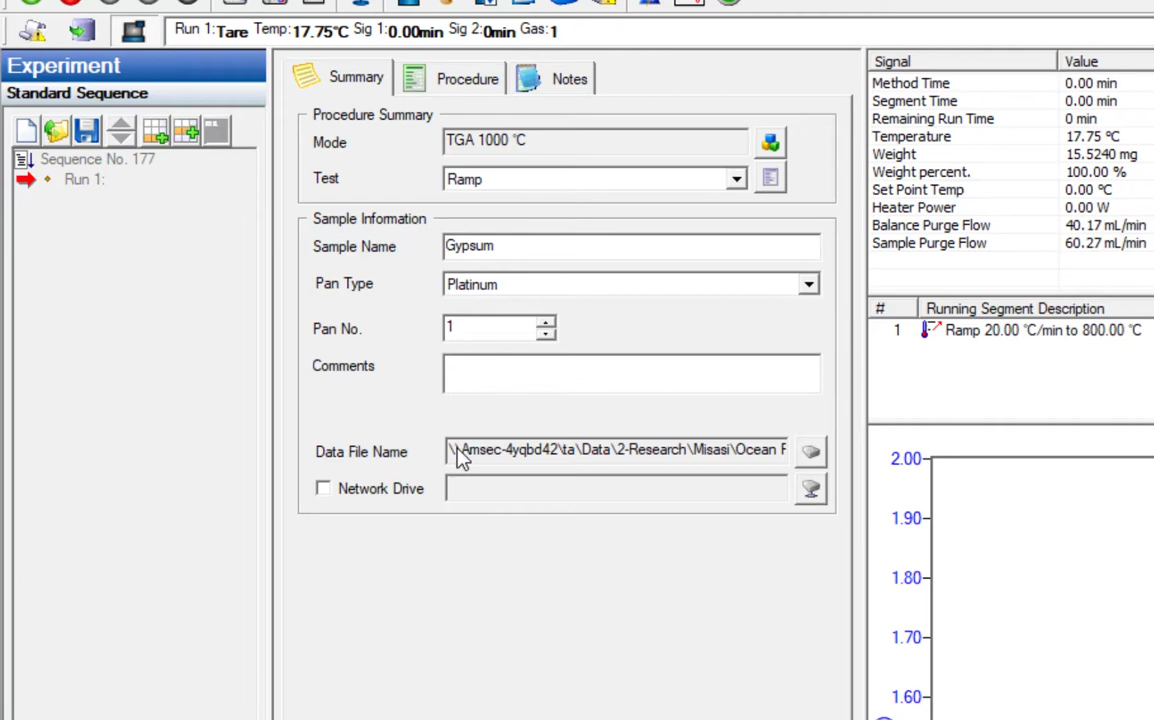 Run 1:Tare Temp:17.75°C Sig 1:0.00min Sig 2:0min Gas:1
Experiment
Standard Sequence
Sequence No. 177
Run 1:
Summary
Procedure
Notes
Procedure Summary
Mode
TGA 1000 °C
Test
Ramp
Sample Information
Sample Name
Gypsum
Pan Type
Platinum
Pan No.
1
Comments
Data File Name
\\Amsec-4yqbd42\ta\Data\2-Research\Misasi\Ocean
Network Drive
Signal Value
Method Time 0.00 min
Segment Time 0.00 min
Remaining Run Time 0 min
Temperature 17.75 °C
Weight 15.5240 mg
Weight percent. 100.00 %
Set Point Temp 0.00 °C
Heater Power 0.00 W
Balance Purge Flow 40.17 mL/min
Sample Purge Flow 60.27 mL/min
# Running Segment Description
1 Ramp 20.00 °C/min to 800.00 °C
2.00
1.90
1.80
1.70
1.60